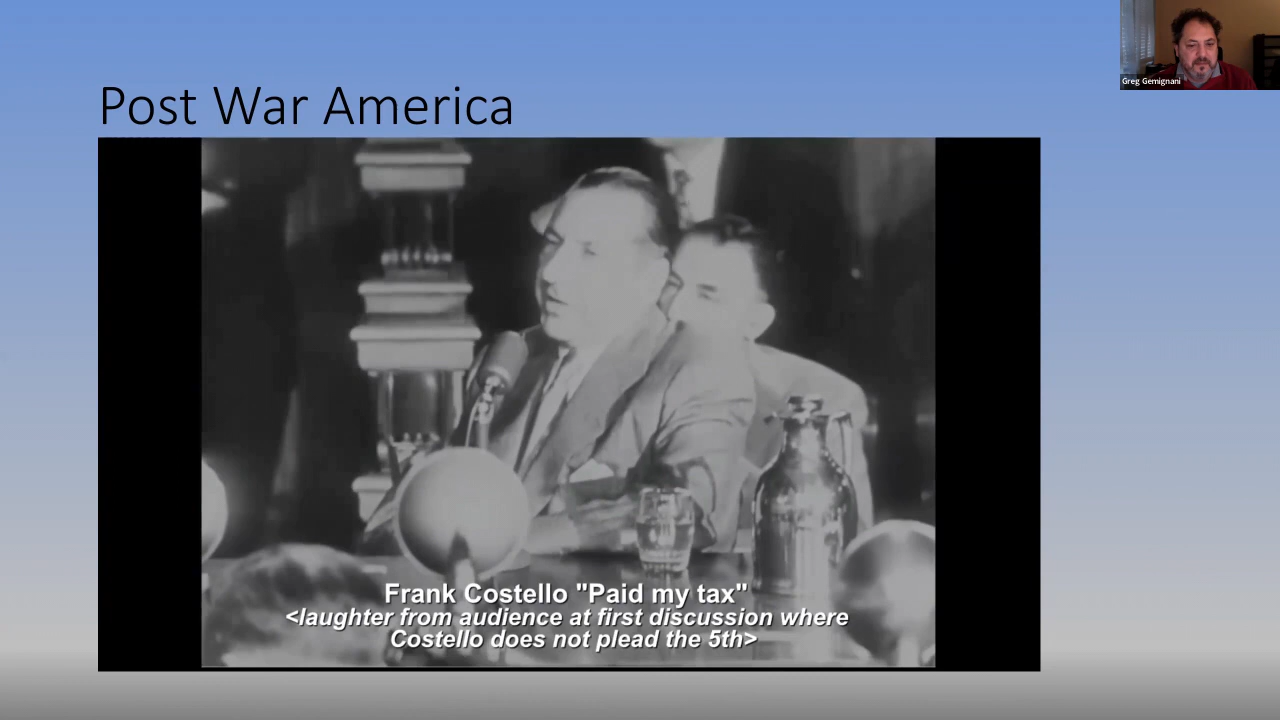 Post War America
Greg Gemignani
Frank Costello "Paid my tax"
<laughter from audience at first discussion where
Costello does not plead the 5th>